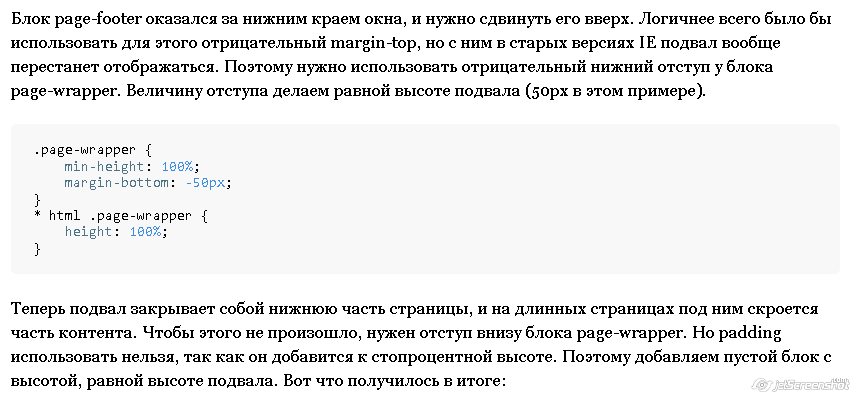 Блок page-footer оказался за нижним краем окна, и нужно сдвинуть его вверх. Логичнее всего было бы
использовать для этого отрицательный margin-top, но с ним в старых версиях IE подвал вообще
перестанет отображаться. Поэтому нужно использовать отрицательный нижний отступ у блока
page-wrapper. Величину отступа делаем равной высоте подвала (50px в этом примере).
.page-wrapper {
    min-height: 100%;
    margin-bottom: -50px;
}
* html .page-wrapper {
    height: 100%;
}
Теперь подвал закрывает собой нижнюю часть страницы, и на длинных страницах под ним скроется
часть контента. Чтобы этого не произошло, нужен отступ внизу блока page-wrapper. Но padding
использовать нельзя, так как он добавится к стопроцентной высоте. Поэтому добавляем пустой блок с
высотой, равной высоте подвала. Вот что получилось в итоге:
jetScreenshot